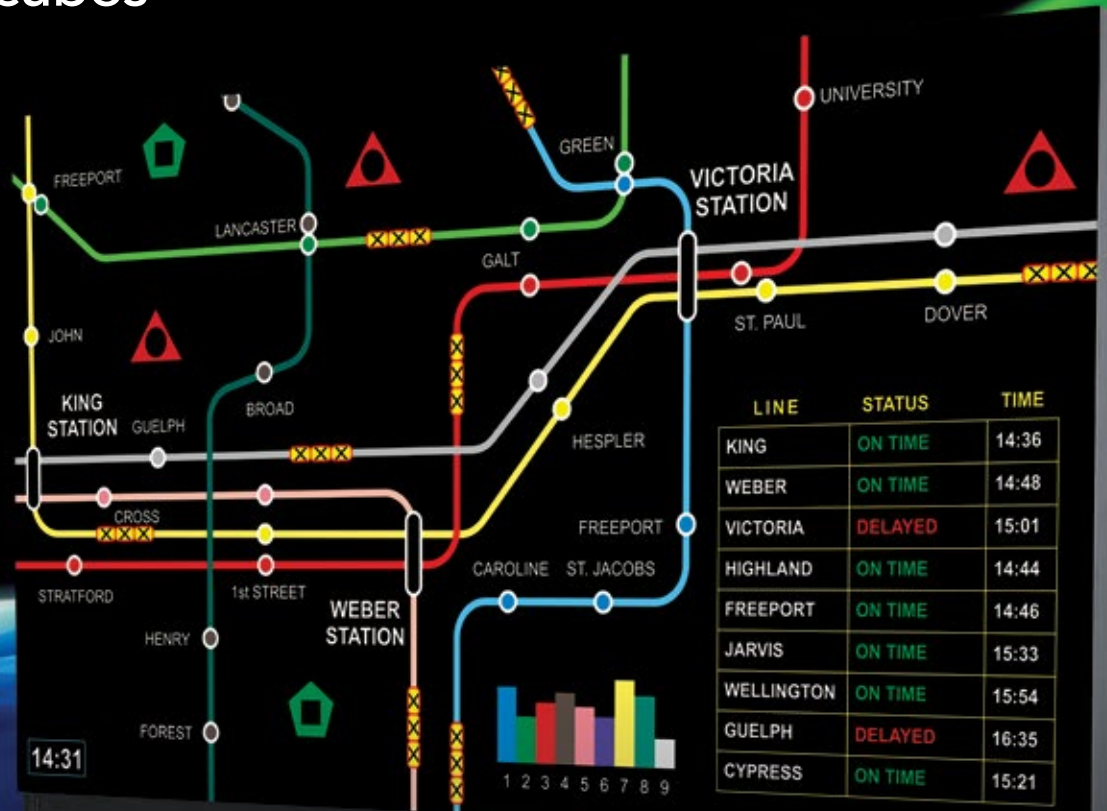 UNIVERSITY
GREEN
VICTORIA
STATION
FREEPORT
LANCASTER
GALT
ST. PAUL
DOVER
JOHN
KING
STATION
GUELPH
BROAD
HESPLER
CROSS
FREEPORT
STRATFORD
1st STREET
CAROLINE
ST. JACOBS
WEBER
STATION
HENRY
FOREST
14:31
1 2 3 4 5 6 7 8 9
LINE STATUS TIME
KING ON TIME 14:36
WEBER ON TIME 14:48
VICTORIA DELAYED 15:01
HIGHLAND ON TIME 14:44
FREEPORT ON TIME 14:46
JARVIS ON TIME 15:33
WELLINGTON ON TIME 15:54
GUELPH DELAYED 16:35
CYPRESS ON TIME 15:21